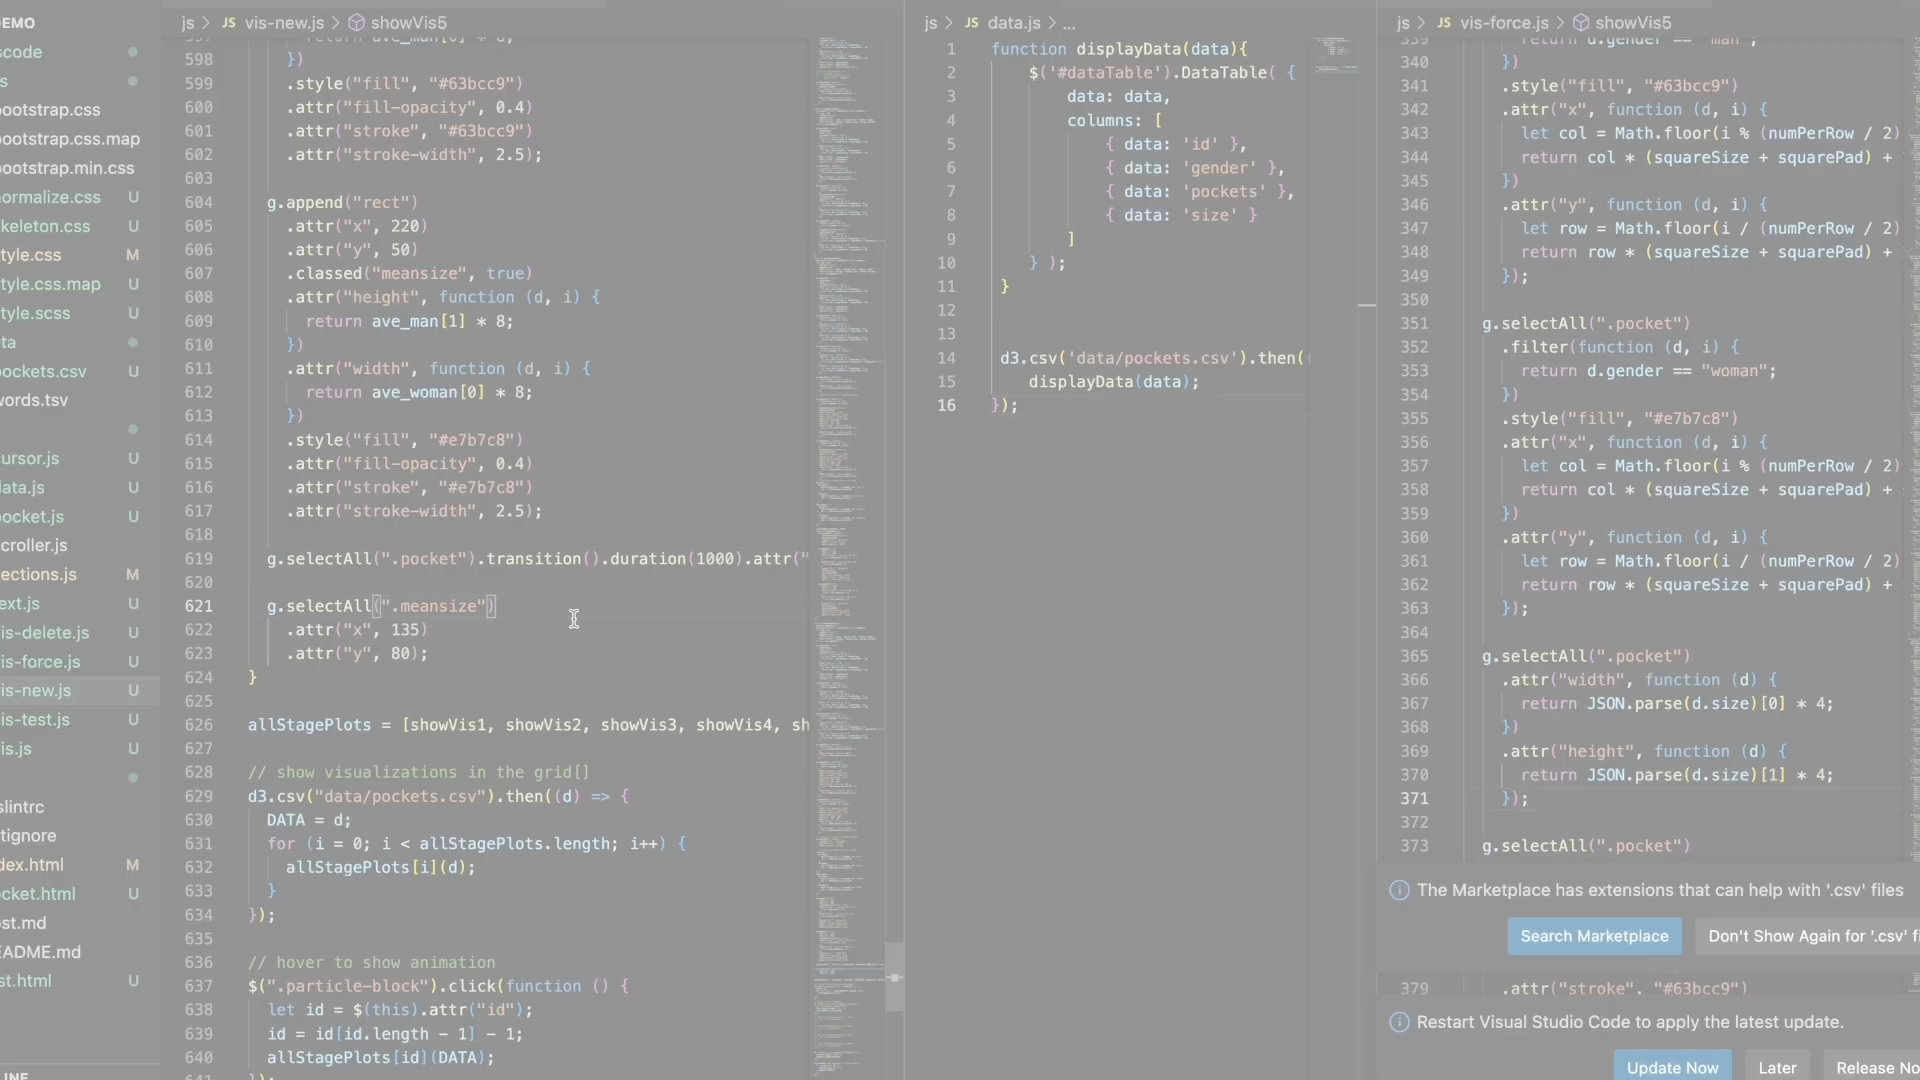 DEMO
scode
s
ootstrap.css
ootstrap.css.map
ootstrap.min.css
ormalize.css U
keleton.css U
tyle.css M
tyle.css.map U
tyle.scss U
ta
ockets.csv U
ords.tsv
ursor.js U
ata.js U
ocket.js U
croller.js
ections.js M
ext.js U
is-delete.js U
is-force.js U
is-new.js U
is-test.js U
is.js U
slintrc
tignore
dex.html M
cket.html U
st.md
EADME.md
st.html U
js > JS vis-new.js > showVis5
598 })
599 .style("fill", "#63bcc9")
600 .attr("fill-opacity", 0.4)
601 .attr("stroke", "#63bcc9")
602 .attr("stroke-width", 2.5);
603
604 g.append("rect")
605 .attr("x", 220)
606 .attr("y", 50)
607 .classed("meansize", true)
608 .attr("height", function (d, i) {
609 return ave_man[1] * 8;
610 })
611 .attr("width", function (d, i) {
612 return ave_woman[0] * 8;
613 })
614 .style("fill", "#e7b7c8")
615 .attr("fill-opacity", 0.4)
616 .attr("stroke", "#e7b7c8")
617 .attr("stroke-width", 2.5);
618
619 g.selectAll(".pocket").transition().duration(1000).attr("
620
621 g.selectAll(".meansize")
622 .attr("x", 135)
623 .attr("y", 80);
624 }
625
626 allStagePlots = [showVis1, showVis2, showVis3, showVis4, sh
627
628 // show visualizations in the grid[]
629 d3.csv("data/pockets.csv").then((d) => {
630 DATA = d;
631 for (i = 0; i < allStagePlots.length; i++) {
632 allStagePlots[i](d);
633 }
634 });
635
636 // hover to show animation
637 $(".particle-block").click(function () {
638 let id = $(this).attr("id");
639 id = id[id.length - 1] - 1;
640 allStagePlots[id](DATA);
js > JS data.js > ...
1 function displayData(data){
2 $('#dataTable').DataTable( {
3 data: data,
4 columns: [
5 { data: 'id' },
6 { data: 'gender' },
7 { data: 'pockets' },
8 { data: 'size' }
9 ]
10 } );
11 }
12
13
14 d3.csv('data/pockets.csv').then(
15 displayData(data);
16 });
js > JS vis-force.js > showVis5
339 return d.gender == "man";
340 })
341 .style("fill", "#63bcc9")
342 .attr("x", function (d, i) {
343 let col = Math.floor(i % (numPerRow / 2)
344 return col * (squareSize + squarePad) +
345 })
346 .attr("y", function (d, i) {
347 let row = Math.floor(i / (numPerRow / 2)
348 return row * (squareSize + squarePad) +
349 });
350
351 g.selectAll(".pocket")
352 .filter(function (d, i) {
353 return d.gender == "woman";
354 })
355 .style("fill", "#e7b7c8")
356 .attr("x", function (d, i) {
357 let col = Math.floor(i % (numPerRow / 2)
358 return col * (squareSize + squarePad) +
359 })
360 .attr("y", function (d, i) {
361 let row = Math.floor(i / (numPerRow / 2)
362 return row * (squareSize + squarePad) +
363 });
364
365 g.selectAll(".pocket")
366 .attr("width", function (d) {
367 return JSON.parse(d.size)[0] * 4;
368 })
369 .attr("height", function (d) {
370 return JSON.parse(d.size)[1] * 4;
371 });
372
373 g.selectAll(".pocket")
The Marketplace has extensions that can help with '.csv' files
Search Marketplace Don't Show Again for '.csv' fi
379 .attr("stroke", "#63bcc9")
Restart Visual Studio Code to apply the latest update.
Update Now Later Release No